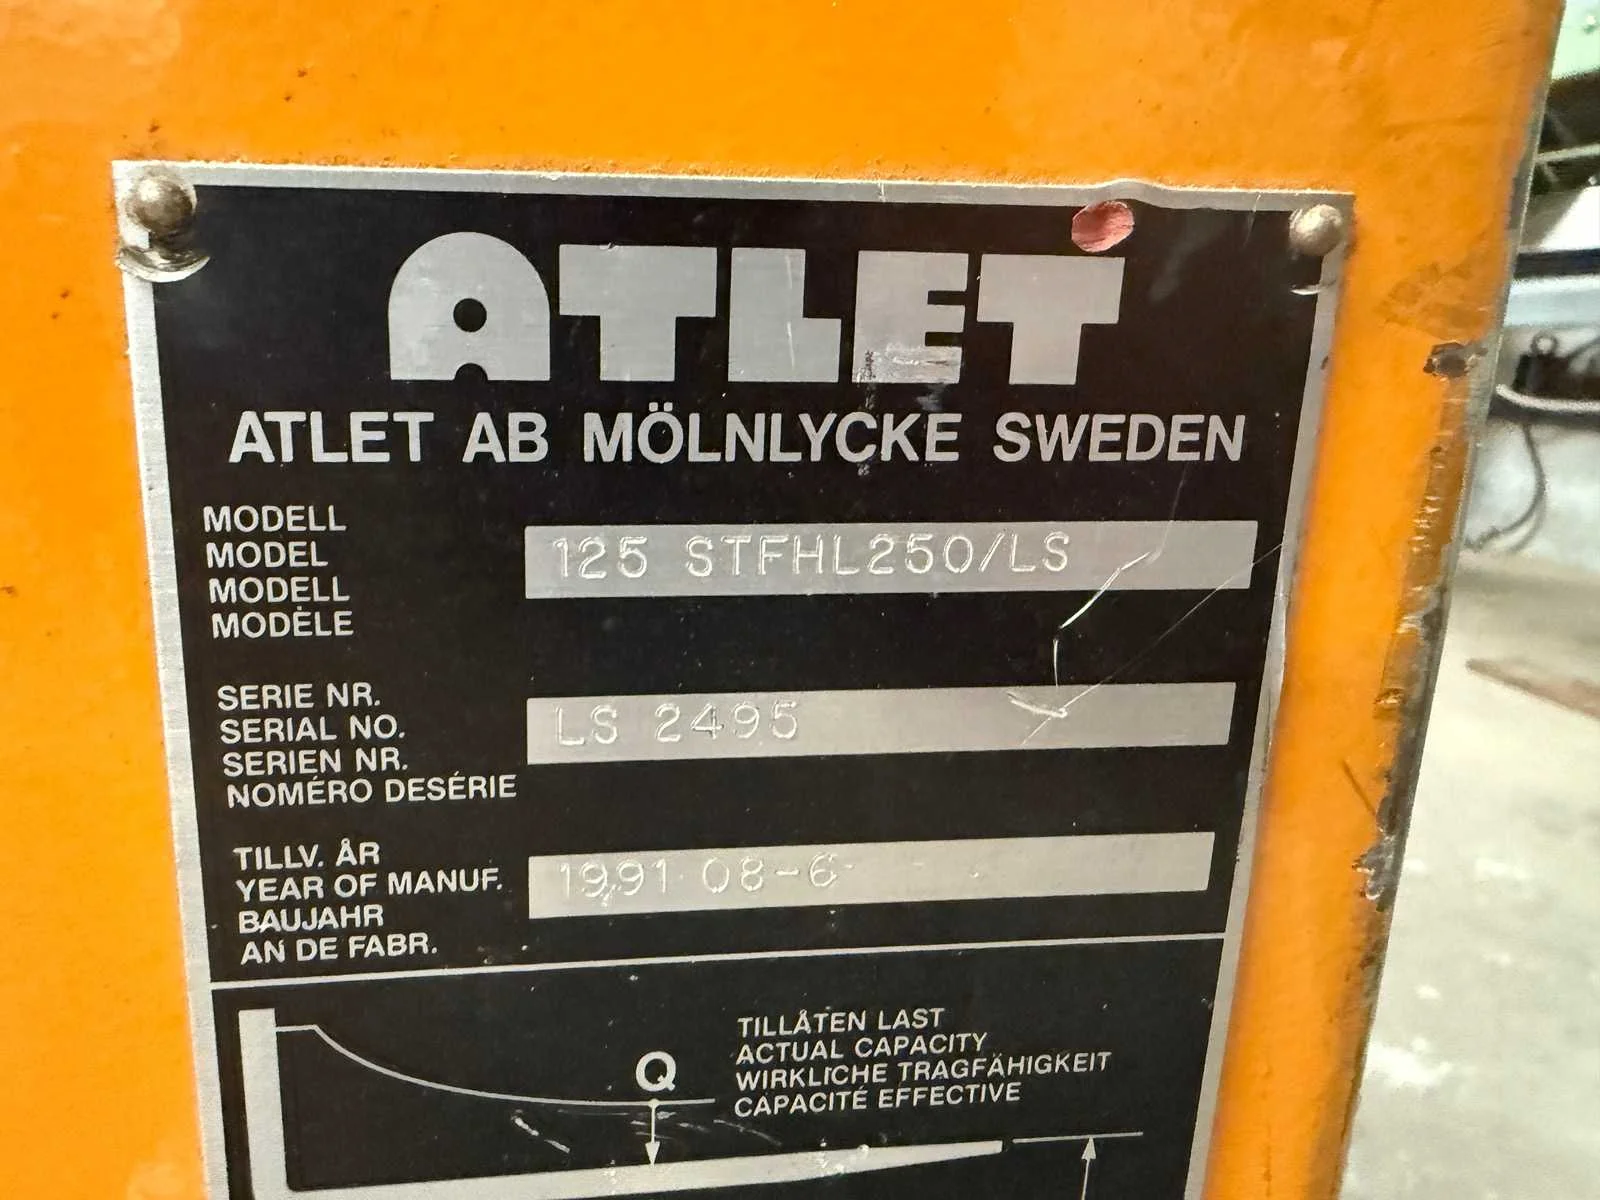 ATLET
ATLET AB MÖLNLYCKE SWEDEN
MODELL
MODEL
MODELL
MODÈLE
125 STFHL250/LS
SERIE NR.
SERIAL NO.
SERIEN NR.
NOMÉRO DESÉRIE
LS 2495
TILLV. ÅR
YEAR OF MANUF.
BAUJAHR
AN DE FABR.
1991 08-6
Q
TILLÅTEN LAST
ACTUAL CAPACITY
WIRKLICHE TRAGFÄHIGKEIT
CAPACITÉ EFFECTIVE